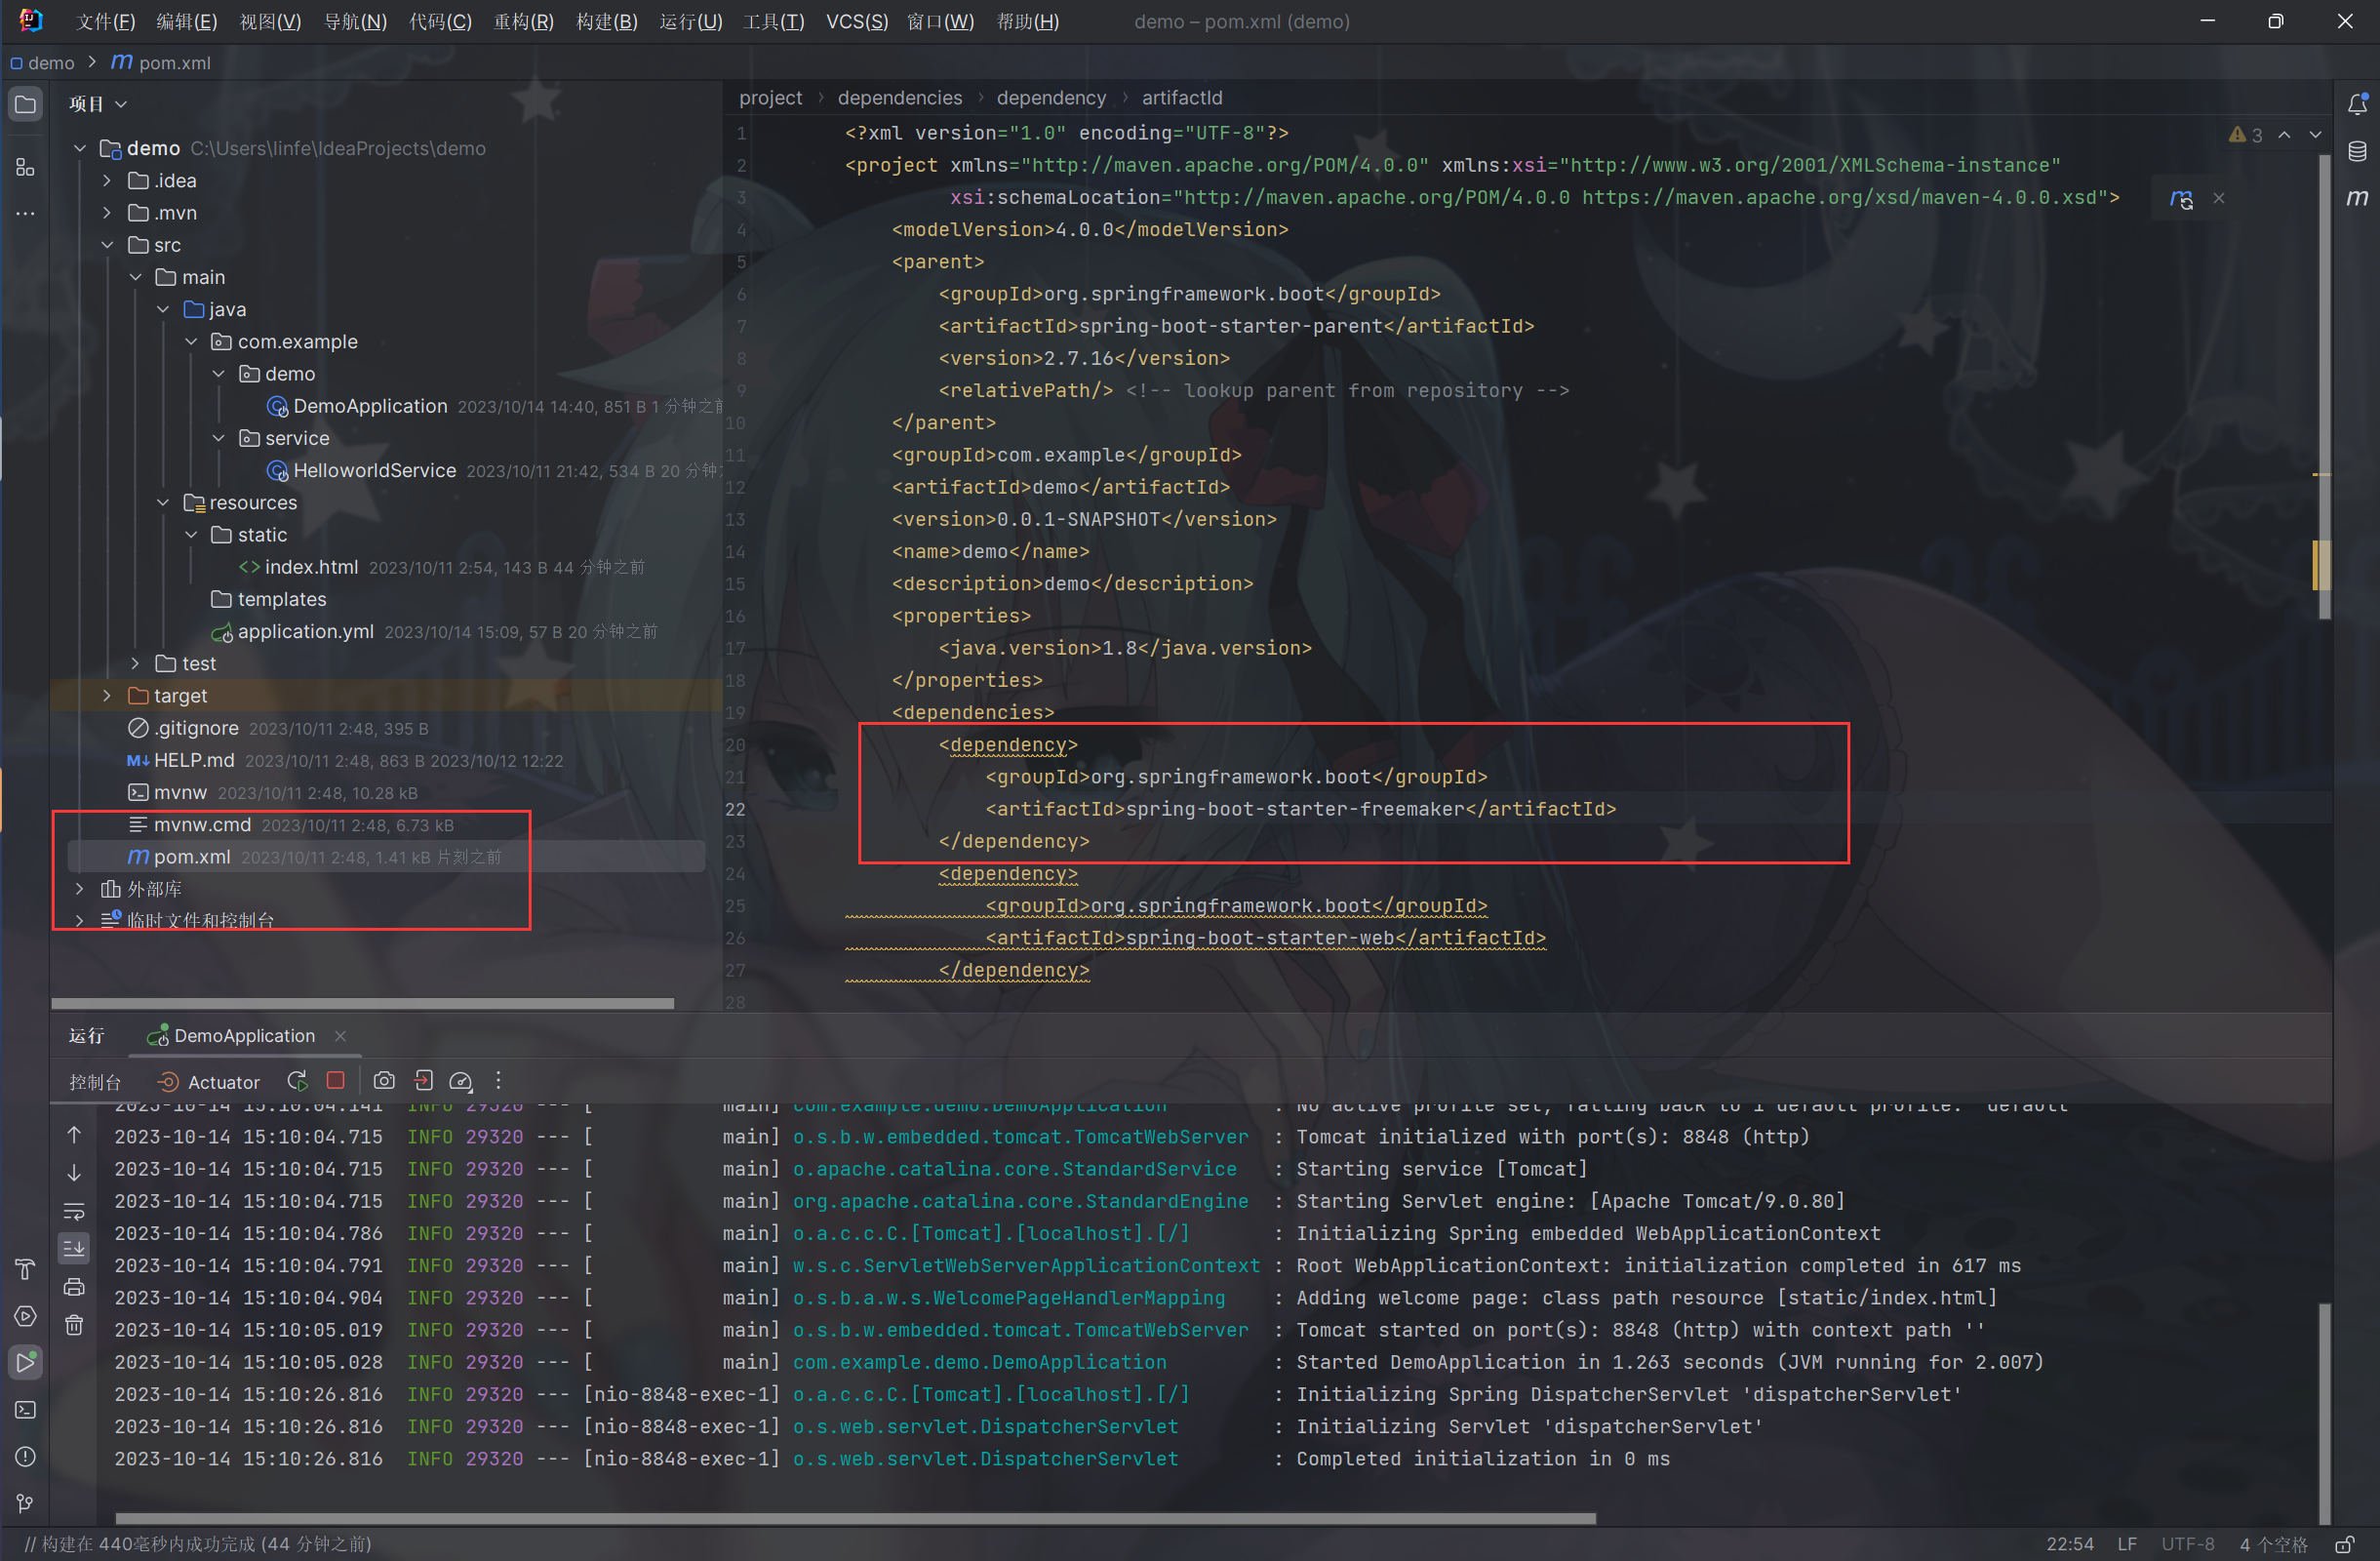 文件(F) 编辑(E) 视图(V) 导航(N) 代码(C) 重构(R) 构建(B) 运行(U) 工具(T) VCS(S) 窗口(W) 帮助(H) demo – pom.xml (demo)
demo > m pom.xml
项目
demo C:\Users\linfe\IdeaProjects\demo
.idea
.mvn
src
main
java
com.example
demo
DemoApplication 2023/10/14 14:40, 851 B 1 分钟之前
service
HelloworldService 2023/10/11 21:42, 534 B 20 分钟
resources
static
index.html 2023/10/11 2:54, 143 B 44 分钟之前
templates
application.yml 2023/10/14 15:09, 57 B 20 分钟之前
test
target
.gitignore 2023/10/11 2:48, 395 B
HELP.md 2023/10/11 2:48, 863 B 2023/10/12 12:22
mvnw 2023/10/11 2:48, 10.28 kB
mvnw.cmd 2023/10/11 2:48, 6.73 kB
m pom.xml 2023/10/11 2:48, 1.41 kB 片刻之前
外部库
临时文件和控制台
project > dependencies > dependency > artifactId
3
1 <?xml version="1.0" encoding="UTF-8"?>
2 <project xmlns="http://maven.apache.org/POM/4.0.0" xmlns:xsi="http://www.w3.org/2001/XMLSchema-instance"
3 xsi:schemaLocation="http://maven.apache.org/POM/4.0.0 https://maven.apache.org/xsd/maven-4.0.0.xsd">
4 <modelVersion>4.0.0</modelVersion>
5 <parent>
6 <groupId>org.springframework.boot</groupId>
7 <artifactId>spring-boot-starter-parent</artifactId>
8 <version>2.7.16</version>
9 <relativePath/> <!-- lookup parent from repository -->
10 </parent>
11 <groupId>com.example</groupId>
12 <artifactId>demo</artifactId>
13 <version>0.0.1-SNAPSHOT</version>
14 <name>demo</name>
15 <description>demo</description>
16 <properties>
17 <java.version>1.8</java.version>
18 </properties>
19 <dependencies>
20 <dependency>
21 <groupId>org.springframework.boot</groupId>
22 <artifactId>spring-boot-starter-freemaker</artifactId>
23 </dependency>
24 <dependency>
25 <groupId>org.springframework.boot</groupId>
26 <artifactId>spring-boot-starter-web</artifactId>
27 </dependency>
28
运行 DemoApplication
控制台 Actuator
2023-10-14 15:10:04.141 INFO 29320 --- [ main] com.example.demo.DemoApplication : No active profile set, falling back to 1 default profile: "default"
2023-10-14 15:10:04.715 INFO 29320 --- [ main] o.s.b.w.embedded.tomcat.TomcatWebServer : Tomcat initialized with port(s): 8848 (http)
2023-10-14 15:10:04.715 INFO 29320 --- [ main] o.apache.catalina.core.StandardService : Starting service [Tomcat]
2023-10-14 15:10:04.715 INFO 29320 --- [ main] org.apache.catalina.core.StandardEngine : Starting Servlet engine: [Apache Tomcat/9.0.80]
2023-10-14 15:10:04.786 INFO 29320 --- [ main] o.a.c.c.C.[Tomcat].[localhost].[/] : Initializing Spring embedded WebApplicationContext
2023-10-14 15:10:04.791 INFO 29320 --- [ main] w.s.c.ServletWebServerApplicationContext : Root WebApplicationContext: initialization completed in 617 ms
2023-10-14 15:10:04.904 INFO 29320 --- [ main] o.s.b.a.w.s.WelcomePageHandlerMapping : Adding welcome page: class path resource [static/index.html]
2023-10-14 15:10:05.019 INFO 29320 --- [ main] o.s.b.w.embedded.tomcat.TomcatWebServer : Tomcat started on port(s): 8848 (http) with context path ''
2023-10-14 15:10:05.028 INFO 29320 --- [ main] com.example.demo.DemoApplication : Started DemoApplication in 1.263 seconds (JVM running for 2.007)
2023-10-14 15:10:26.816 INFO 29320 --- [nio-8848-exec-1] o.a.c.c.C.[Tomcat].[localhost].[/] : Initializing Spring DispatcherServlet 'dispatcherServlet'
2023-10-14 15:10:26.816 INFO 29320 --- [nio-8848-exec-1] o.s.web.servlet.DispatcherServlet : Initializing Servlet 'dispatcherServlet'
2023-10-14 15:10:26.816 INFO 29320 --- [nio-8848-exec-1] o.s.web.servlet.DispatcherServlet : Completed initialization in 0 ms
// 构建在 440毫秒内成功完成 (44 分钟之前) 22:54 LF UTF-8 4 个空格